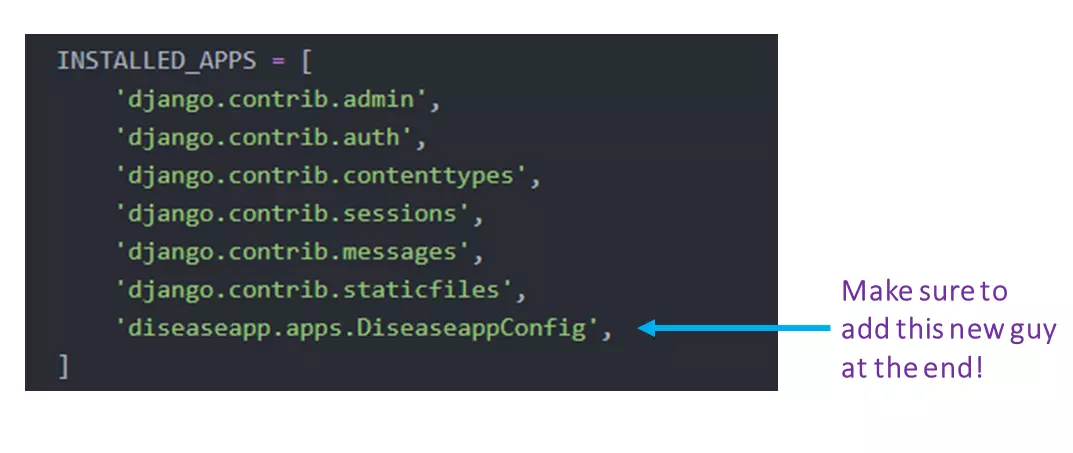 INSTALLED_APPS = [
    'django.contrib.admin',
    'django.contrib.auth',
    'django.contrib.contenttypes',
    'django.contrib.sessions',
    'django.contrib.messages',
    'django.contrib.staticfiles',
    'diseaseapp.apps.DiseaseappConfig',
]
Make sure to
add this new guy
at the end!